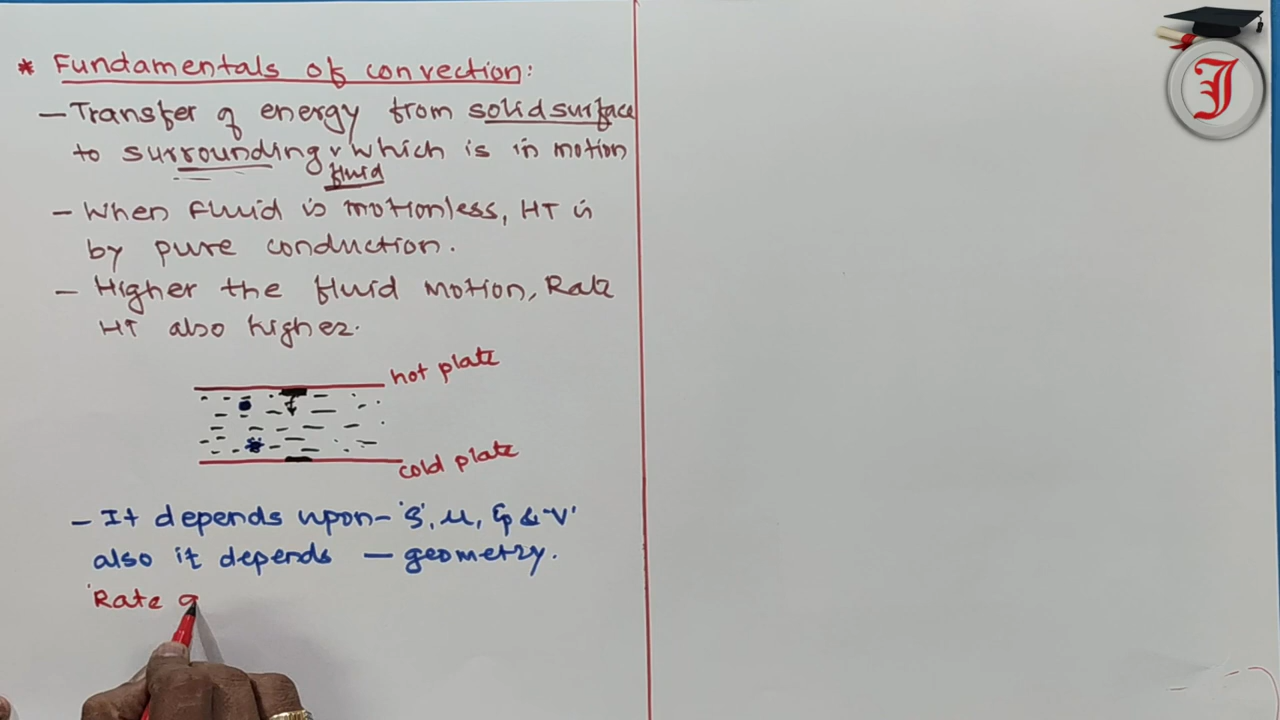 * Fundamentals of convection:
– Transfer of energy from solid surface
to surrounding ˅ which is in motion
fluid
– When fluid is motionless, HT is
by pure conduction.
– Higher the fluid motion, Rate
HT also higher.
hot plate
cold plate
– It depends upon – 'ρ', μ, Cp & 'V'
also it depends — geometry.
Rate o
J